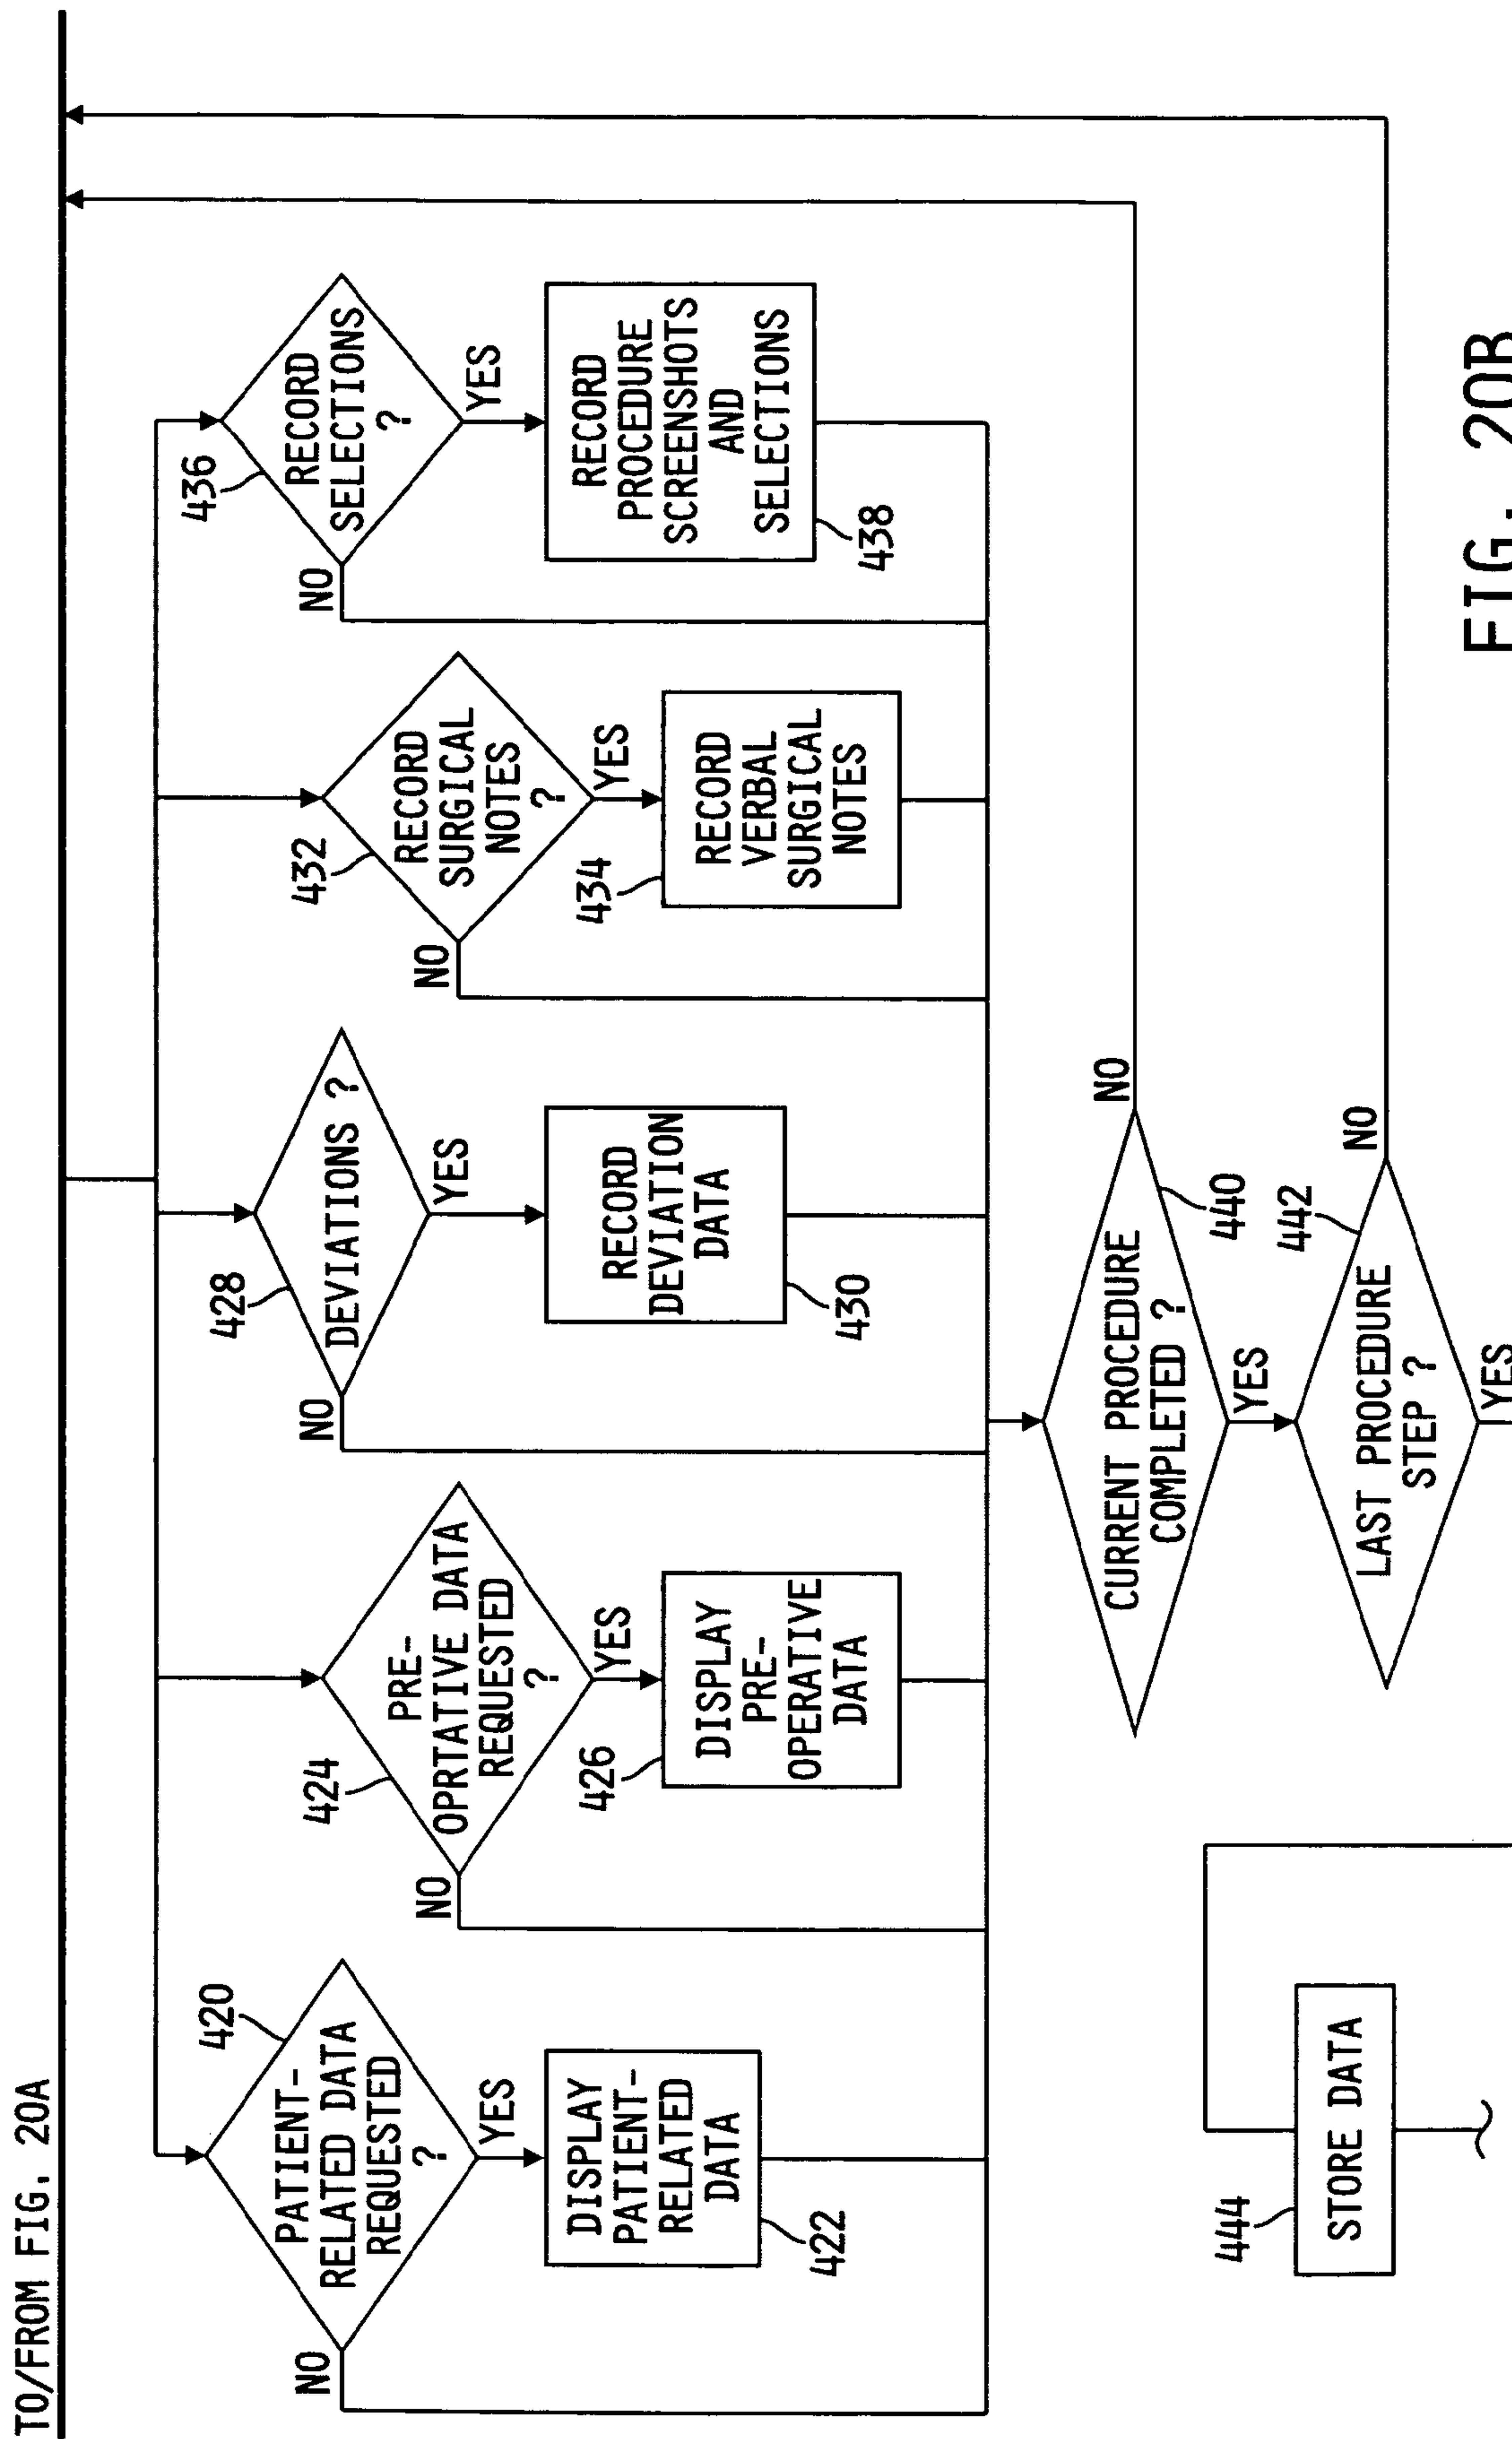 TO/FROM FIG. 20A
420
PATIENT-
RELATED DATA
REQUESTED
?
NO
YES
DISPLAY
PATIENT-
RELATED
DATA
422
424
PRE-
OPRTATIVE DATA
REQUESTED
?
NO
YES
426
DISPLAY
PRE-
OPERATIVE
DATA
428
DEVIATIONS ?
NO
YES
RECORD
DEVIATION
DATA
430
432
RECORD
SURGICAL
NOTES
?
NO
YES
434
RECORD
VERBAL
SURGICAL
NOTES
436
RECORD
SELECTIONS
?
NO
YES
RECORD
PROCEDURE
SCREENSHOTS
AND
SELECTIONS
438
CURRENT PROCEDURE
COMPLETED ?
NO
440
YES
442
LAST PROCEDURE
STEP ?
NO
YES
444
STORE DATA
FIG. 20B